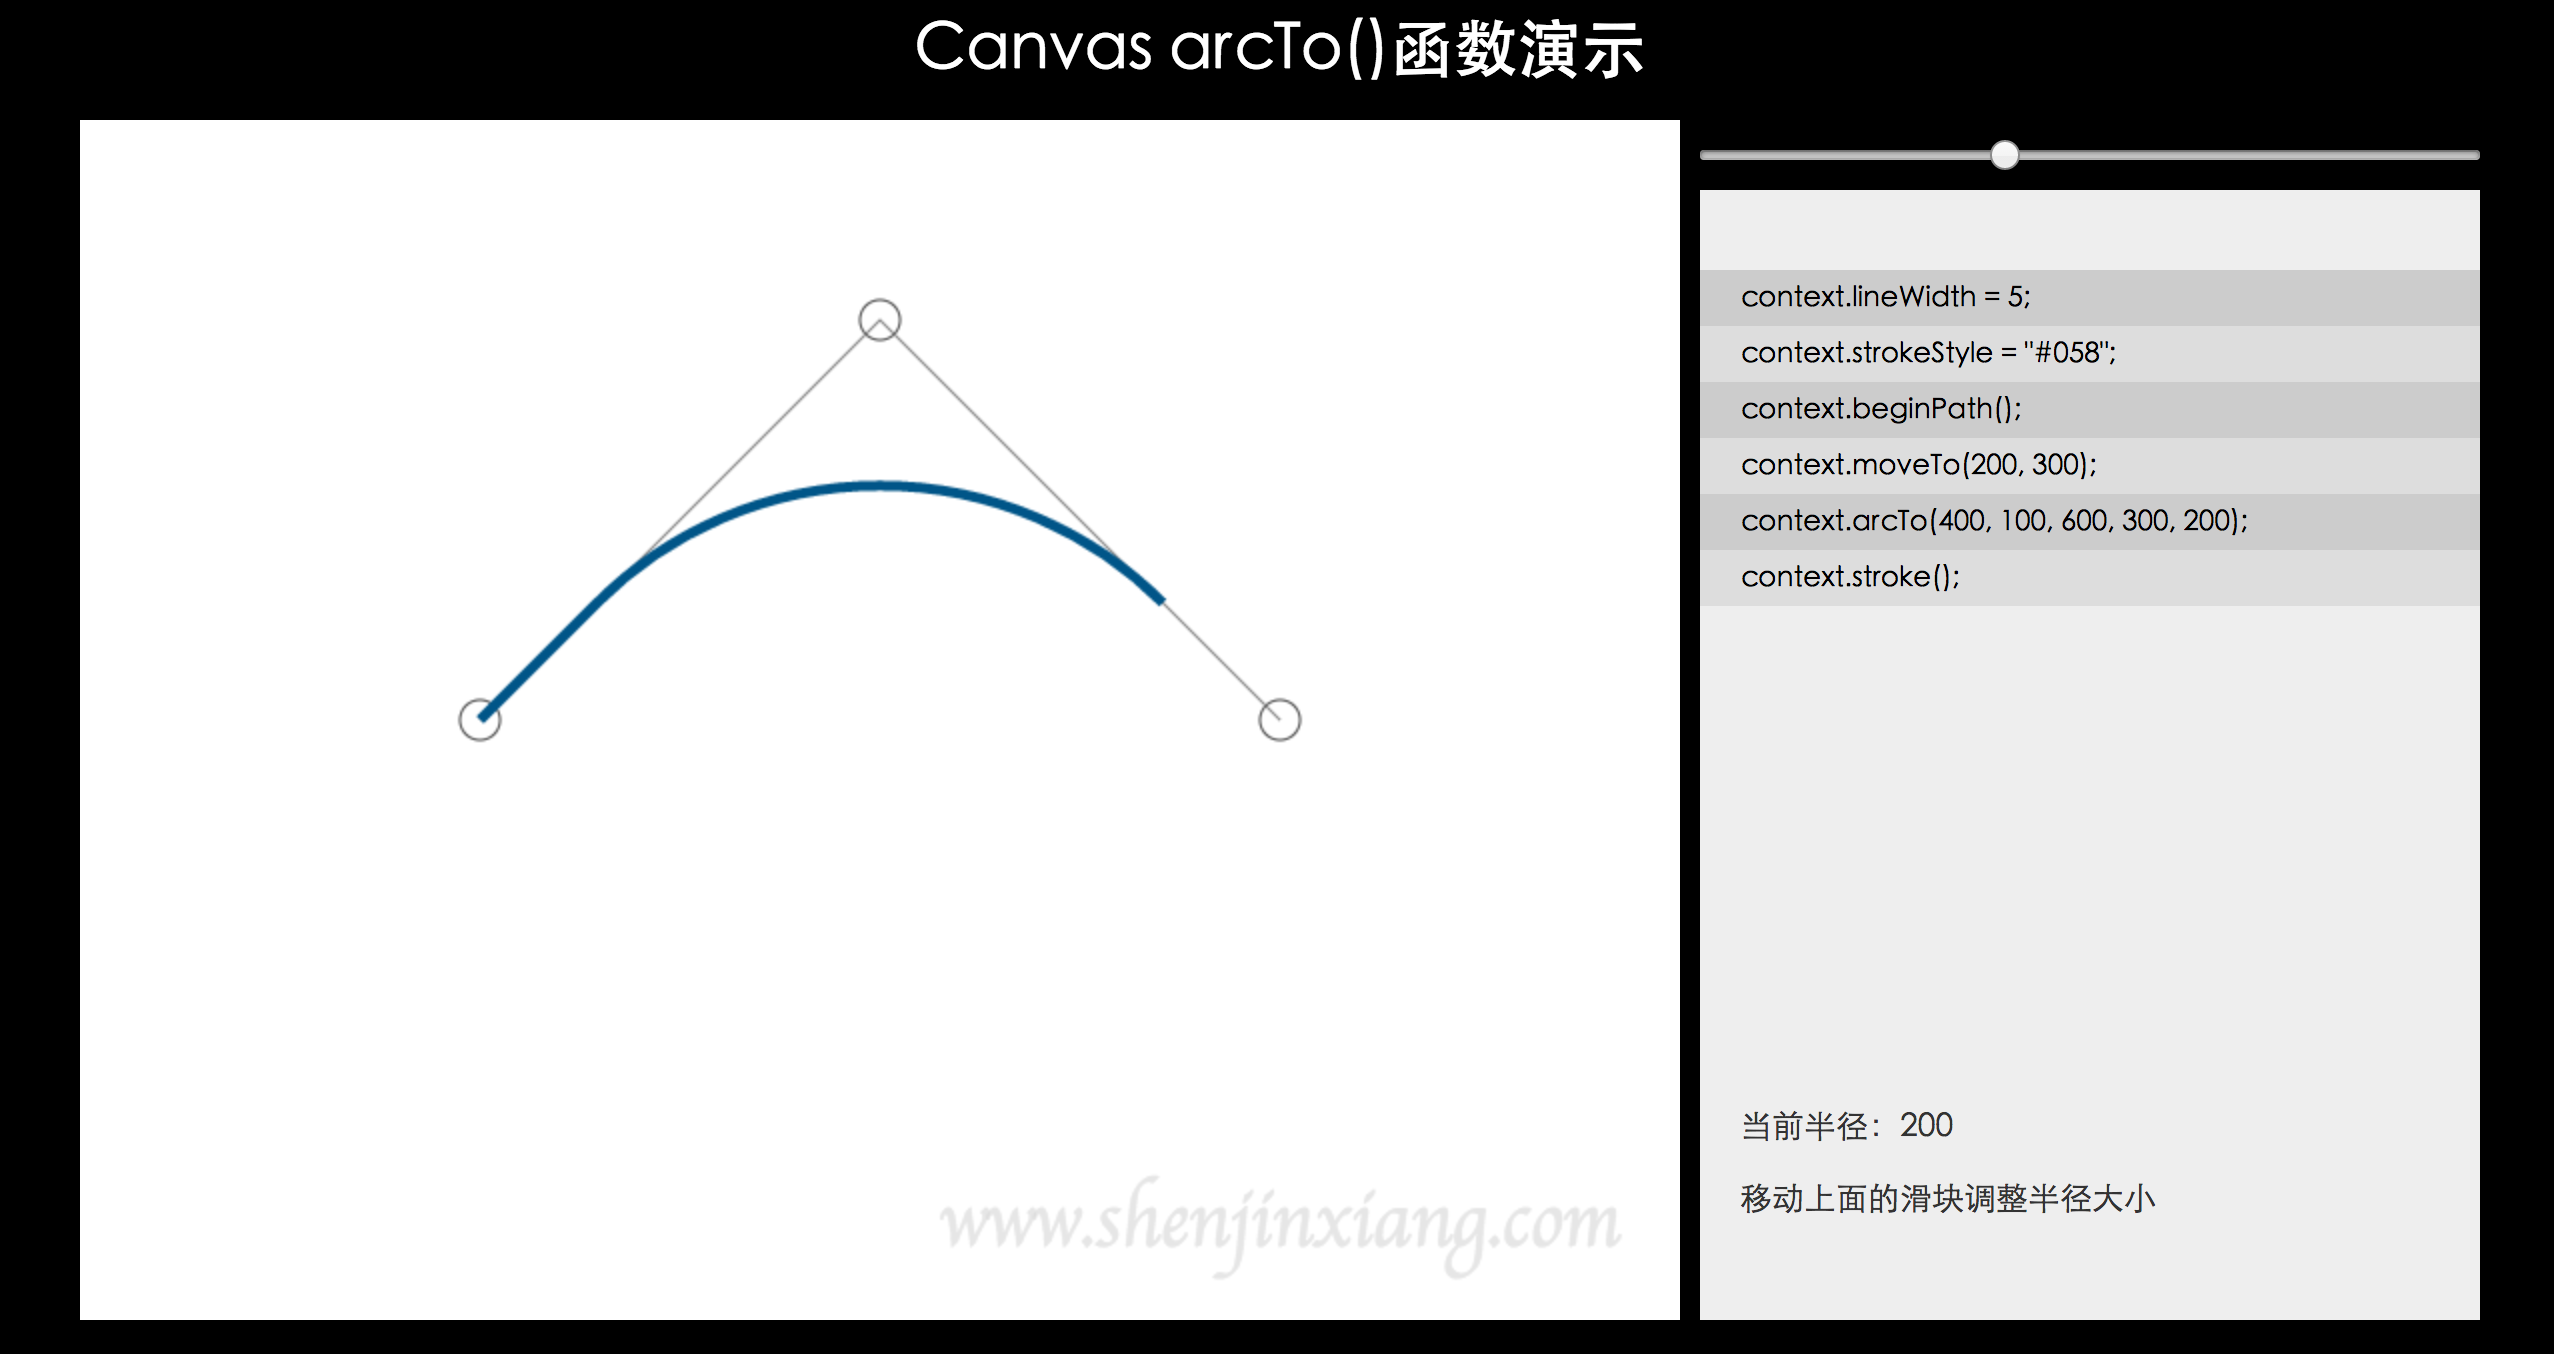 Canvas arcTo()函数演示
context.lineWidth = 5;
context.strokeStyle = "#058";
context.beginPath();
context.moveTo(200, 300);
context.arcTo(400, 100, 600, 300, 200);
context.stroke();
当前半径：200
移动上面的滑块调整半径大小
www.shenjinxiang.com